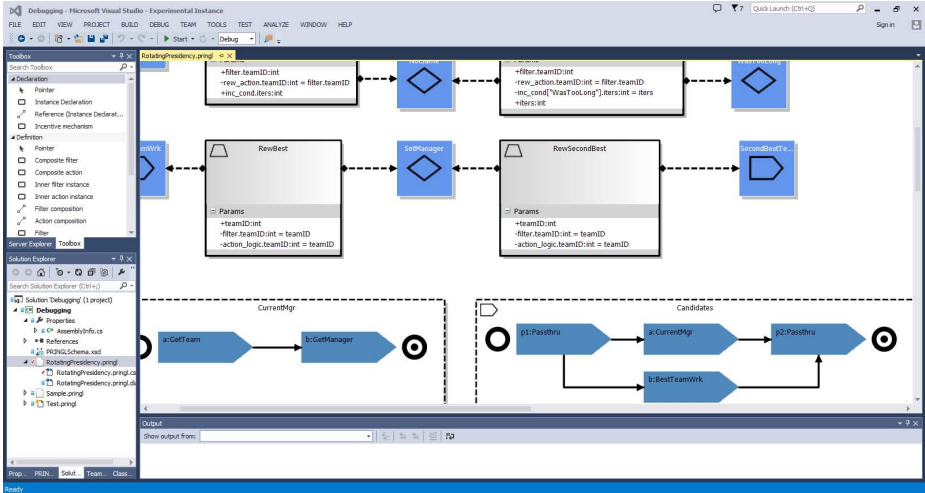 Debugging - Microsoft Visual Studio - Experimental Instance
7
Quick Launch (Ctrl+Q)
FILE EDIT VIEW PROJECT BUILD DEBUG TEAM TOOLS TEST ANALYZE WINDOW HELP
Sign in
Start
Debug
Toolbox
Search Toolbox
Declaration
Pointer
Instance Declaration
Reference (Instance Declarat...
Incentive mechanism
Definition
Pointer
Composite filter
Composite action
Inner filter instance
Inner action instance
Filter composition
Action composition
Filter
Server Explorer Toolbox
Solution Explorer
Search Solution Explorer (Ctrl+;)
Solution 'Debugging' (1 project)
Debugging
Properties
AssemblyInfo.cs
References
PRINGLSchema.xsd
RotatingPresidency.pringl
RotatingPresidency.pringl.cs
RotatingPresidency.pringl.di
Sample.pringl
Test.pringl
Prop... PRIN... Solut... Team... Class...
RotatingPresidency.pringl
+filter.teamID:int
-rew_action.teamID:int = filter.teamID
+inc_cond.iters:int
+filter.teamID:int
-rew_action.teamID:int = filter.teamID
-inc_cond["WasTooLong"].iters:int = iters
+iters:int
mWrk
RewBest
Params
+teamID:int
-filter.teamID:int = teamID
-action_logic.teamID:int = teamID
SetManager
RewSecondBest
Params
+teamID:int
-filter.teamID:int = teamID
-action_logic.teamID:int = teamID
SecondBestTe...
CurrentMgr
a:GetTeam
b:GetManager
Candidates
p1:Passthru
a:CurrentMgr
p2:Passthru
b:BestTeamWrk
Output
Show output from:
Ready